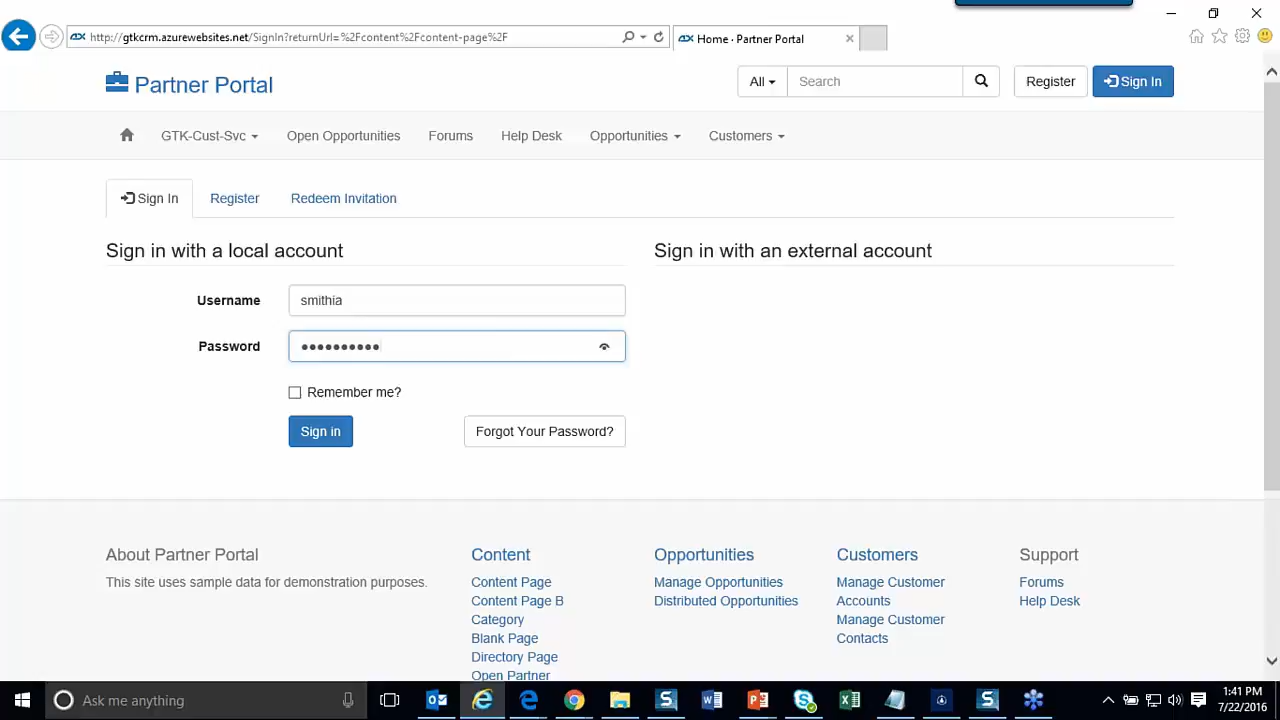 http://gtkcrm.azurewebsites.net/SignIn?returnUrl=%2Fcontent%2Fcontent-page%2F
Home · Partner Portal
Partner Portal
All
Search
Register
Sign In
GTK-Cust-Svc
Open Opportunities
Forums
Help Desk
Opportunities
Customers
Sign In
Register
Redeem Invitation
Sign in with a local account
Sign in with an external account
Username
smithia
Password
●●●●●●●●●●
Remember me?
Sign in
Forgot Your Password?
About Partner Portal
This site uses sample data for demonstration purposes.
Content
Content Page
Content Page B
Category
Blank Page
Directory Page
Open Partner
Opportunities
Manage Opportunities
Distributed Opportunities
Customers
Manage Customer
Accounts
Manage Customer
Contacts
Support
Forums
Help Desk
Ask me anything
1:41 PM
7/22/2016